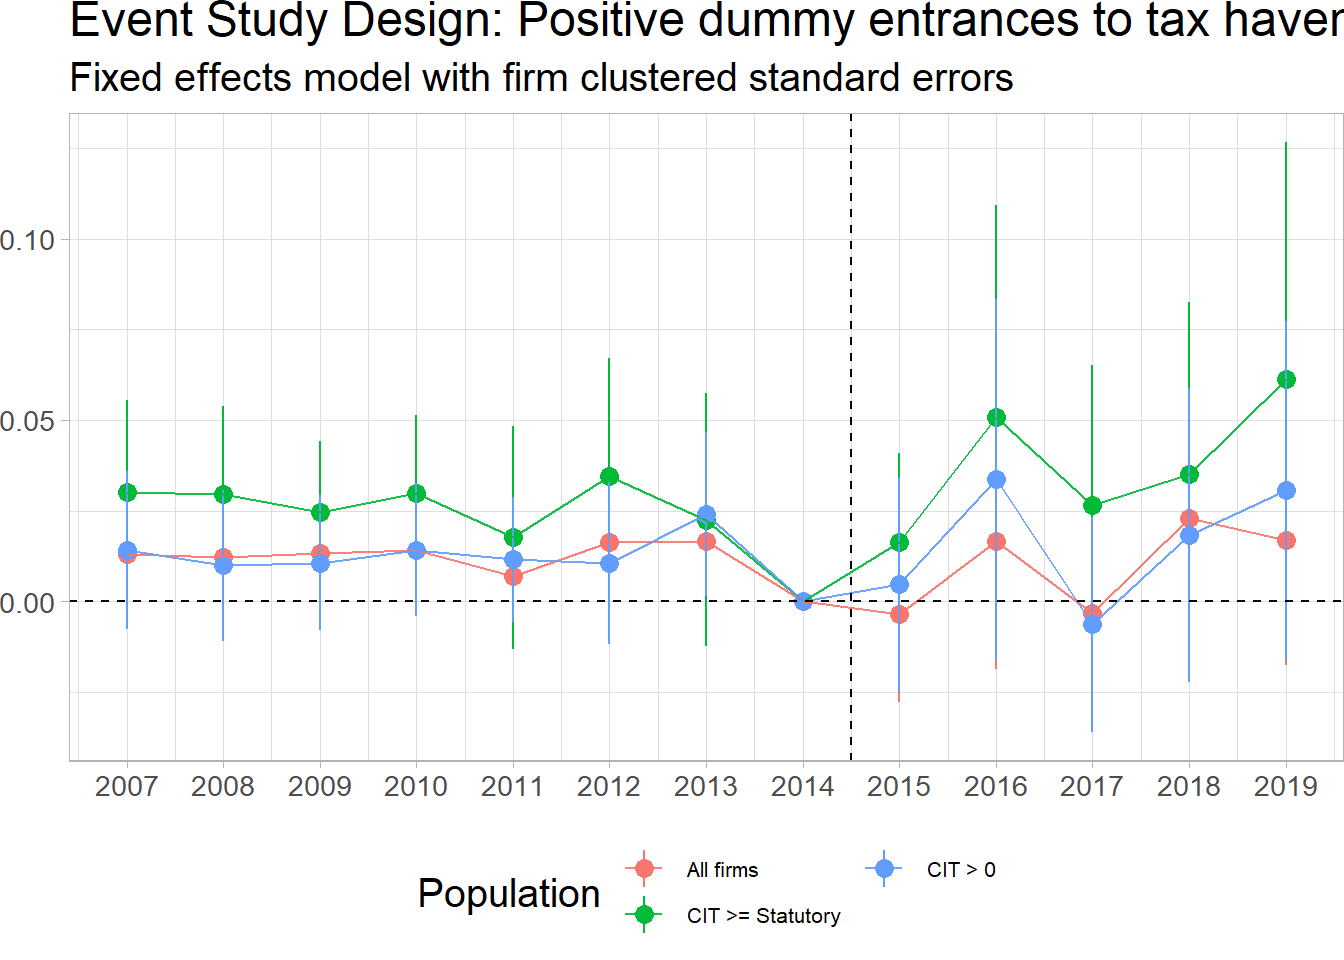 Event Study Design: Positive dummy entrances to tax haven
Fixed effects model with firm clustered standard errors
0.10
0.05
0.00
2007 2008 2009 2010 2011 2012 2013 2014 2015 2016 2017 2018 2019
Population
All firms
CIT > 0
CIT >= Statutory